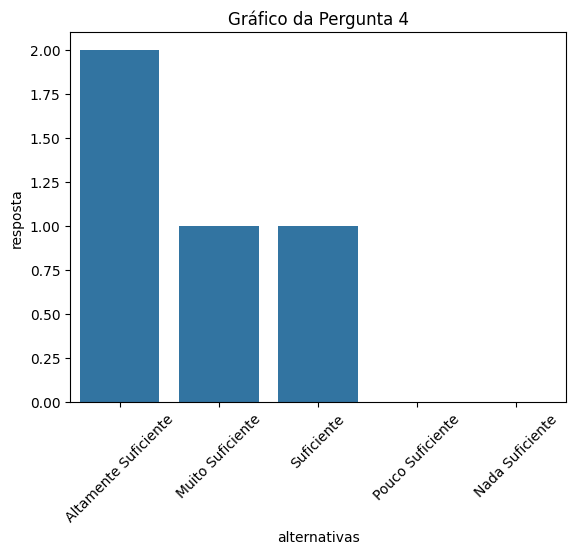 Gráfico da Pergunta 4
2.00
1.75
1.50
1.25
1.00
0.75
0.50
0.25
0.00
resposta
Altamente Suficiente
Muito Suficiente
Suficiente
Pouco Suficiente
Nada Suficiente
alternativas